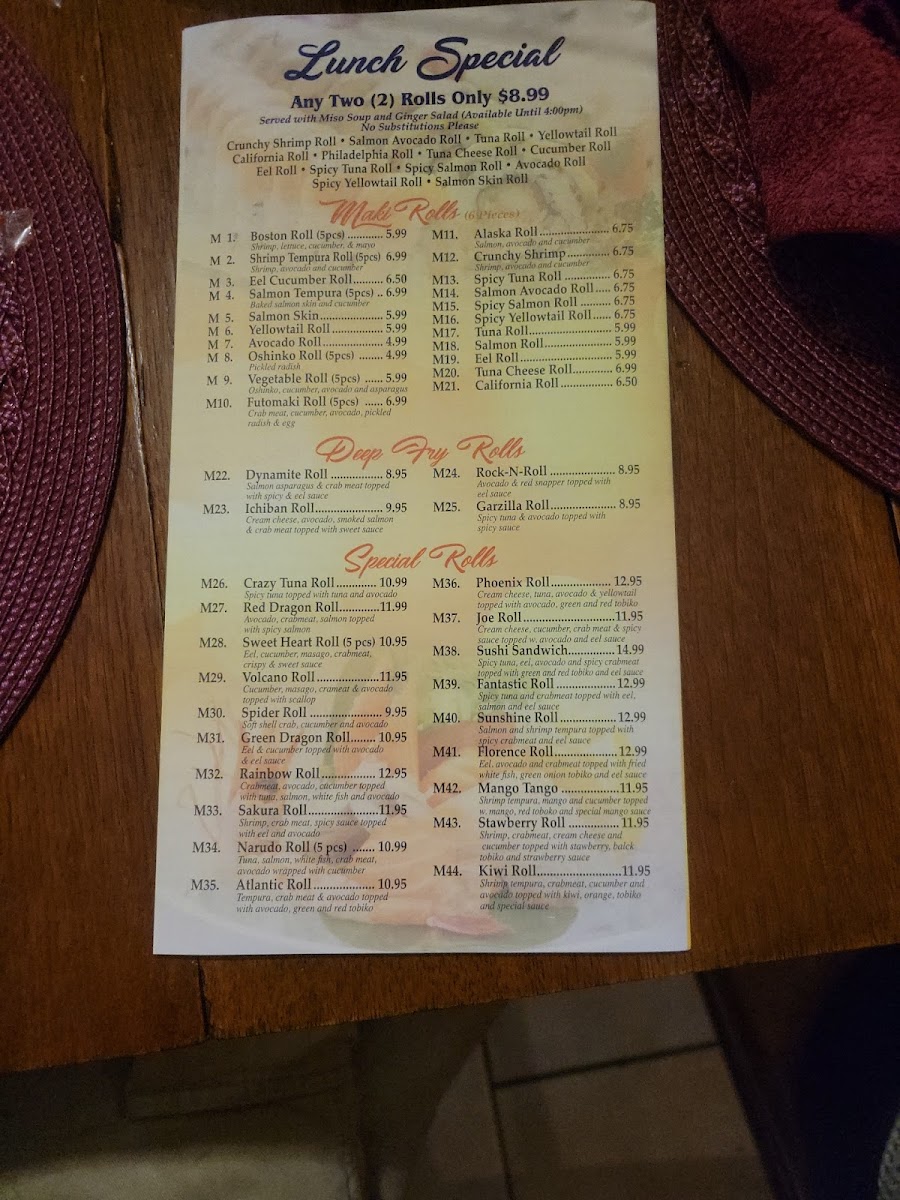 Lunch Special
Any Two (2) Rolls Only $8.99
Served with Miso Soup and Ginger Salad (Available Until 4:00pm)
No Substitutions Please
Crunchy Shrimp Roll • Salmon Avocado Roll • Tuna Roll • Yellowtail Roll
California Roll • Philadelphia Roll • Tuna Cheese Roll • Cucumber Roll
Eel Roll • Spicy Tuna Roll • Spicy Salmon Roll • Avocado Roll
Spicy Yellowtail Roll • Salmon Skin Roll
Maki Rolls (6 Pieces)
M 1. Boston Roll (5pcs) ............ 5.99
Shrimp, lettuce, cucumber, & mayo
M 2. Shrimp Tempura Roll (5pcs) 6.99
Shrimp, avocado and cucumber
M 3. Eel Cucumber Roll......... 6.50
M 4. Salmon Tempura (5pcs) .. 6.99
Baked salmon skin and cucumber
M 5. Salmon Skin................... 5.99
M 6. Yellowtail Roll ................ 5.99
M 7. Avocado Roll................... 4.99
M 8. Oshinko Roll (5pcs) ........ 4.99
Pickled radish
M 9. Vegetable Roll (5pcs) ...... 5.99
Oshinko, cucumber, avocado and asparagus
M10. Futomaki Roll (5pcs) ...... 6.99
Crab meat, cucumber, avocado, pickled
radish & egg
M11. Alaska Roll...................... 6.75
Salmon, avocado and cucumber
M12. Crunchy Shrimp............. 6.75
Shrimp, avocado and cucumber
M13. Spicy Tuna Roll .............. 6.75
M14. Salmon Avocado Roll..... 6.75
M15. Spicy Salmon Roll ......... 6.75
M16. Spicy Yellowtail Roll...... 6.75
M17. Tuna Roll......................... 5.99
M18. Salmon Roll..................... 5.99
M19. Eel Roll............................ 5.99
M20. Tuna Cheese Roll............ 6.99
M21. California Roll ................ 6.50
Deep Fry Rolls
M22. Dynamite Roll ................. 8.95
Salmon asparagus & crab meat topped
with spicy & eel sauce
M23. Ichiban Roll..................... 9.95
Cream cheese, avocado, smoked salmon
& crab meat topped with sweet sauce
M24. Rock-N-Roll .................... 8.95
Avocado & red snapper topped with
eel sauce
M25. Garzilla Roll.................... 8.95
Spicy tuna & avocado topped with
spicy sauce
Special Rolls
M26. Crazy Tuna Roll............. 10.99
Spicy tuna topped with tuna and avocado
M27. Red Dragon Roll.............11.99
Avocado, crabmeat, salmon topped
with spicy salmon
M28. Sweet Heart Roll (5 pcs) 10.95
Eel, cucumber, masago, crabmeat,
crispy & sweet sauce
M29. Volcano Roll....................11.95
Cucumber, masago, crameat & avocado
topped with scallop
M30. Spider Roll ....................... 9.95
Soft shell crab, cucumber and avocado
M31. Green Dragon Roll........ 10.95
Eel & cucumber topped with avocado
& eel sauce
M32. Rainbow Roll................. 12.95
Crabmeat, avocado, cucumber topped
with tuna, salmon, white fish and avocado
M33. Sakura Roll.......................11.95
Shrimp, crab meat, spicy sauce topped
with eel and avocado
M34. Narudo Roll (5 pcs) ....... 10.99
Tuna, salmon, white fish, crab meat,
avocado wrapped with cucumber
M35. Atlantic Roll................... 10.95
Tempura, crab meat & avocado topped
with avocado, green and red tobiko
M36. Phoenix Roll.................... 12.95
Cream cheese, tuna, avocado & yellowtail
topped with avocado, green and red tobiko
M37. Joe Roll.............................11.95
Cream cheese, cucumber, crab meat & spicy
sauce topped w. avocado and eel sauce
M38. Sushi Sandwich...............14.99
Spicy tuna, eel, avocado and spicy crabmeat
topped with green and red tobiko and eel sauce
M39. Fantastic Roll ...................12.99
Spicy tuna and crabmeat topped with eel,
salmon and eel sauce
M40. Sunshine Roll..................12.99
Salmon and shrimp tempura topped with
spicy crabmeat and eel sauce
M41. Florence Roll....................12.99
Eel, avocado and crabmeat topped with fried
white fish, green onion tobiko and eel sauce
M42. Mango Tango ..................11.95
Shrimp tempura, mango and cucumber topped
w. mango, red toboko and special mango sauce
M43. Stawberry Roll ................11.95
Shrimp, crabmeat, cream cheese and
cucumber topped with stawberry, balck
tobiko and strawberry sauce
M44. Kiwi Roll..........................11.95
Shrimp tempura, crabmeat, cucumber and
avocado topped with kiwi, orange, tobiko
and special sauce